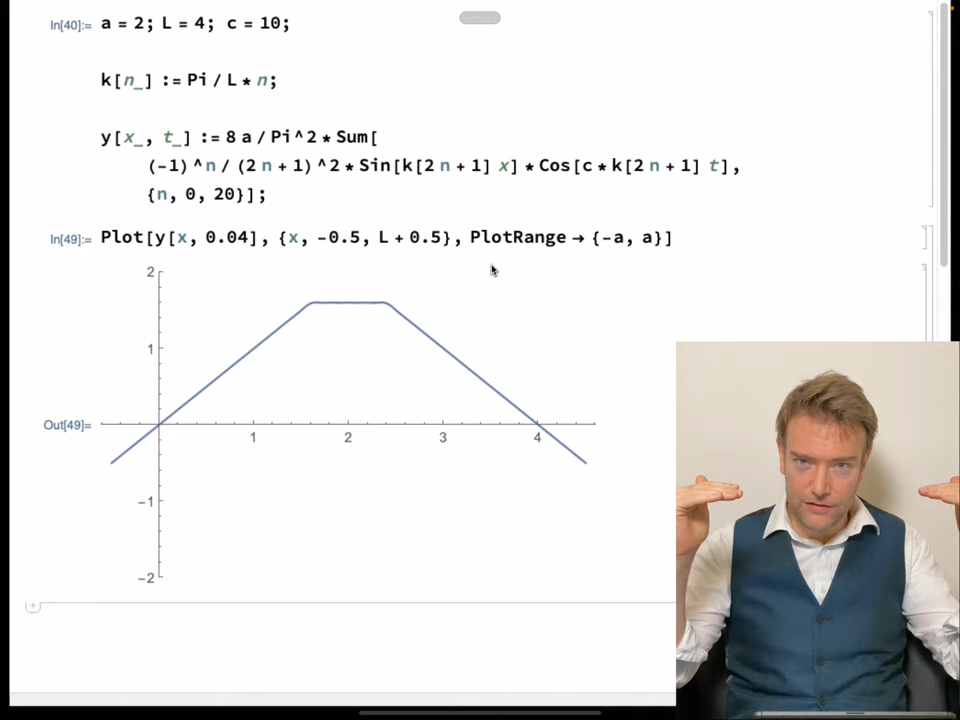 In[40]:= a = 2; L = 4; c = 10;
k[n_] := Pi / L * n;
y[x_, t_] := 8 a / Pi^2 * Sum[
(-1)^n / (2 n + 1)^2 * Sin[k[2 n + 1] x] * Cos[c * k[2 n + 1] t],
{n, 0, 20}];
In[49]:= Plot[y[x, 0.04], {x, -0.5, L + 0.5}, PlotRange → {-a, a}]
2
1
Out[49]=
1 2 3 4
-1
-2